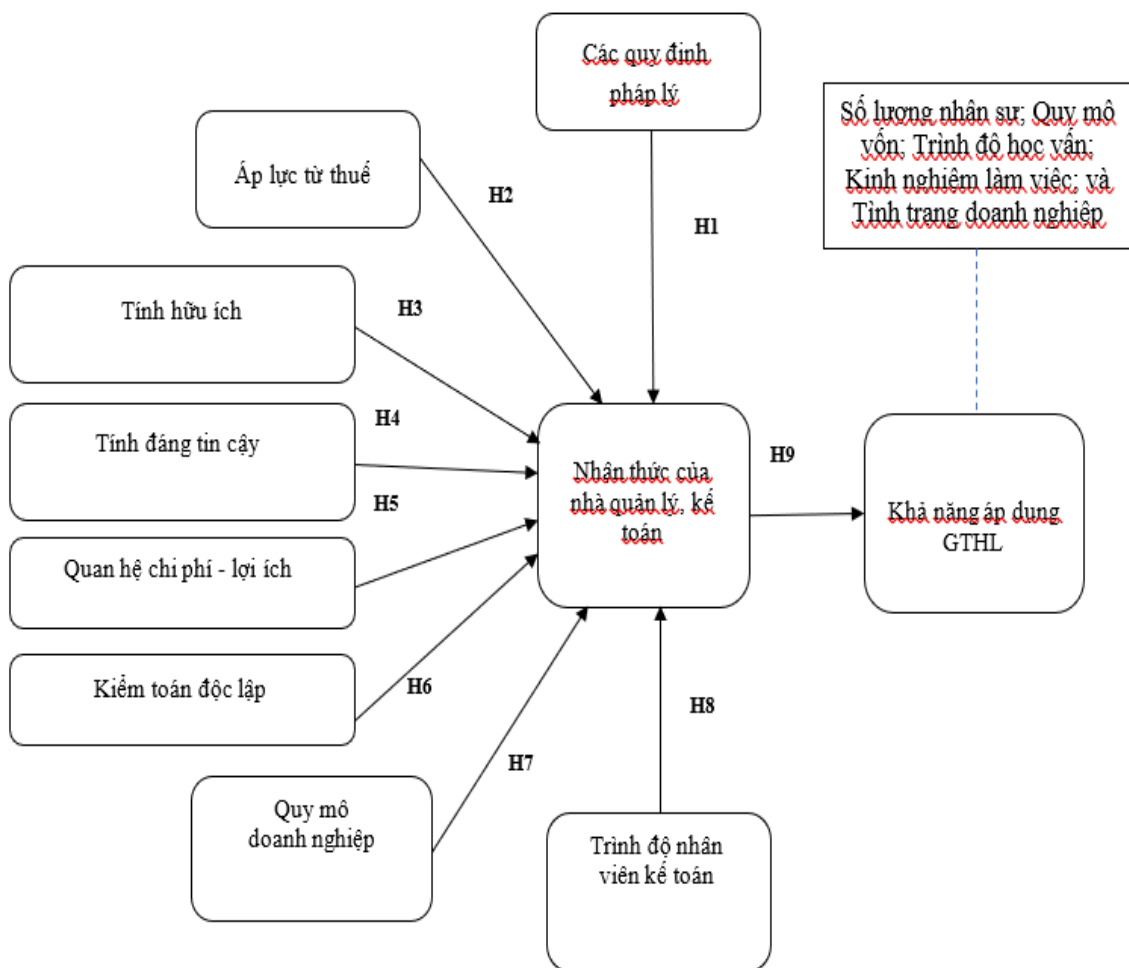 Các quy định
pháp lý
Số lượng nhân sự; Quy mô
vốn; Trình độ học vấn;
Kinh nghiệm làm việc; và
Tình trạng doanh nghiệp
Áp lực từ thuế
H2
H1
Tính hữu ích
H3
Tính đáng tin cậy
H4
H5
Nhận thức của
nhà quản lý, kế
toán
H9
Khả năng áp dụng
GTHL
Quan hệ chi phí - lợi ích
Kiểm toán độc lập
H6
H8
H7
Quy mô
doanh nghiệp
Trình độ nhân
viên kế toán